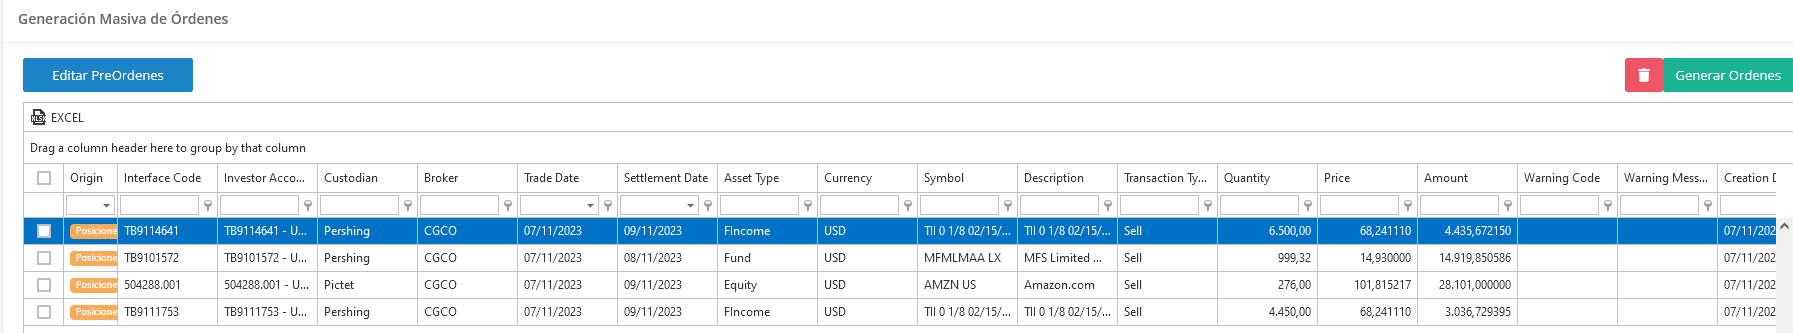 Generación Masiva de Órdenes
Editar PreOrdenes
Generar Ordenes
EXCEL
Drag a column header here to group by that column
Origin Interface Code Investor Acco... Custodian Broker Trade Date Settlement Date Asset Type Currency Symbol Description Transaction Ty... Quantity Price Amount Warning Code Warning Mess... Creation D
Posicione TB9114641 TB9114641 - U... Pershing CGCO 07/11/2023 09/11/2023 FIncome USD TII 0 1/8 02/15/... TII 0 1/8 02/15/... Sell 6.500,00 68,241110 4.435,672150 07/11/202
Posicione TB9101572 TB9101572 - U... Pershing CGCO 07/11/2023 08/11/2023 Fund USD MFMLMAA LX MFS Limited ... Sell 999,32 14,930000 14.919,850586 07/11/202
Posicione 504288.001 504288.001 - U... Pictet CGCO 07/11/2023 09/11/2023 Equity USD AMZN US Amazon.com Sell 276,00 101,815217 28.101,000000 07/11/202
Posicione TB9111753 TB9111753 - U... Pershing CGCO 07/11/2023 09/11/2023 FIncome USD TII 0 1/8 02/15/... TII 0 1/8 02/15/... Sell 4.450,00 68,241110 3.036,729395 07/11/202